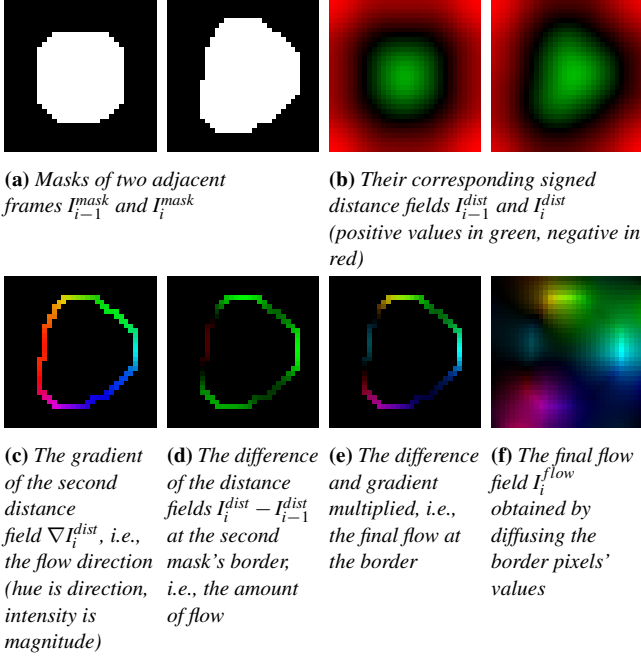 (a) Masks of two adjacent
frames I_{i−1}^{mask} and I_i^{mask}
(b) Their corresponding signed
distance fields I_{i−1}^{dist} and I_i^{dist}
(positive values in green, negative in
red)
(c) The gradient
of the second
distance
field ∇I_i^{dist}, i.e.,
the flow direction
(hue is direction,
intensity is
magnitude)
(d) The difference
of the distance
fields I_i^{dist} − I_{i−1}^{dist}
at the second
mask's border,
i.e., the amount
of flow
(e) The difference
and gradient
multiplied, i.e.,
the final flow at
the border
(f) The final flow
field I_i^{flow}
obtained by
diffusing the
border pixels'
values